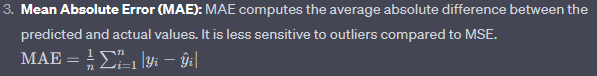 3. Mean Absolute Error (MAE): MAE computes the average absolute difference between the
predicted and actual values. It is less sensitive to outliers compared to MSE.
MAE = 1/n ∑ⁿᵢ₌₁ |yᵢ − ŷᵢ|